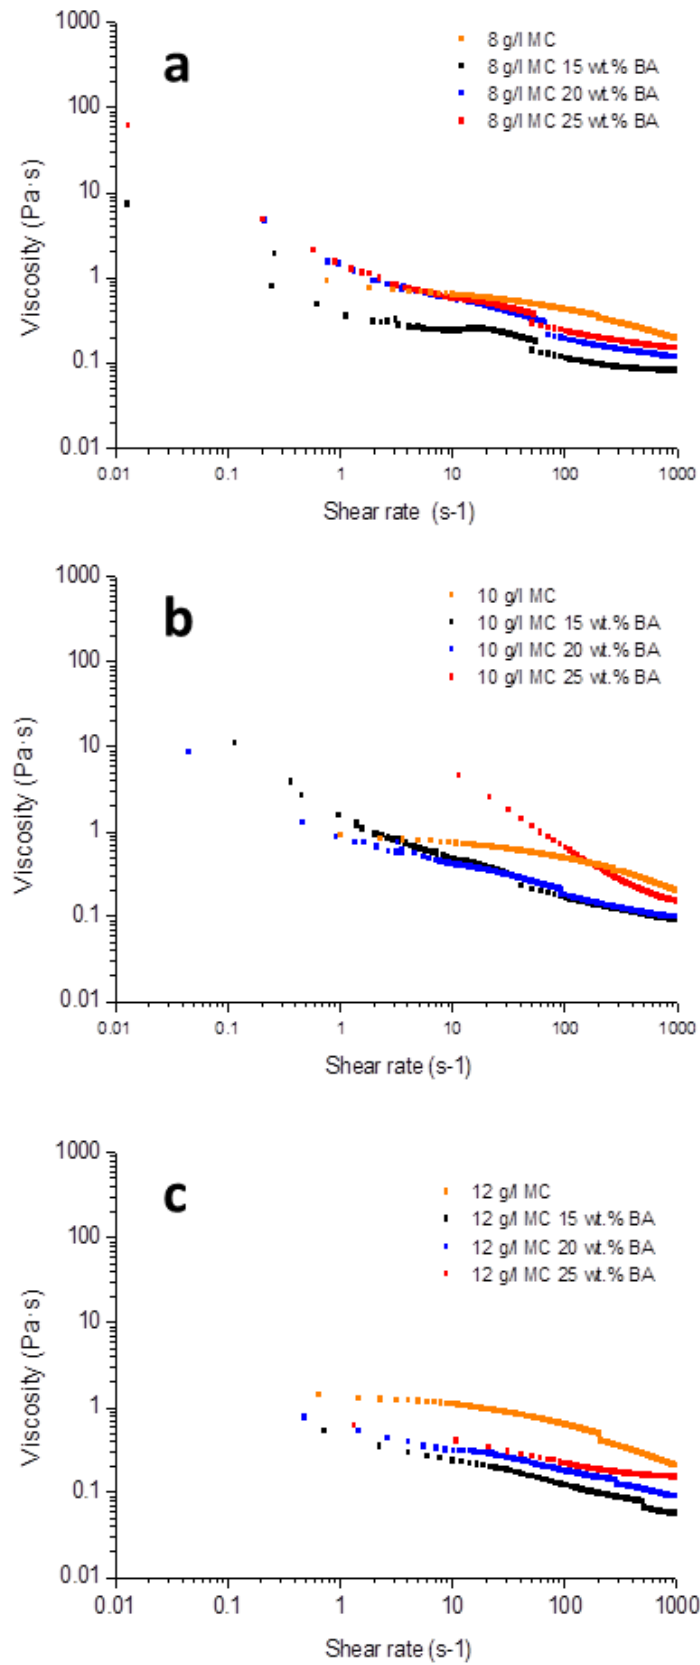 a
8 g/l MC
8 g/l MC 15 wt.% BA
8 g/l MC 20 wt.% BA
8 g/l MC 25 wt.% BA
Viscosity (Pa·s)
1000
100
10
1
0.1
0.01
0.01 0.1 1 10 100 1000
Shear rate (s-1)
b
10 g/l MC
10 g/l MC 15 wt.% BA
10 g/l MC 20 wt.% BA
10 g/l MC 25 wt.% BA
Viscosity (Pa·s)
1000
100
10
1
0.1
0.01
0.01 0.1 1 10 100 1000
Shear rate (s-1)
c
12 g/l MC
12 g/l MC 15 wt.% BA
12 g/l MC 20 wt.% BA
12 g/l MC 25 wt.% BA
Viscosity (Pa·s)
1000
100
10
1
0.1
0.01
0.01 0.1 1 10 100 1000
Shear rate (s-1)